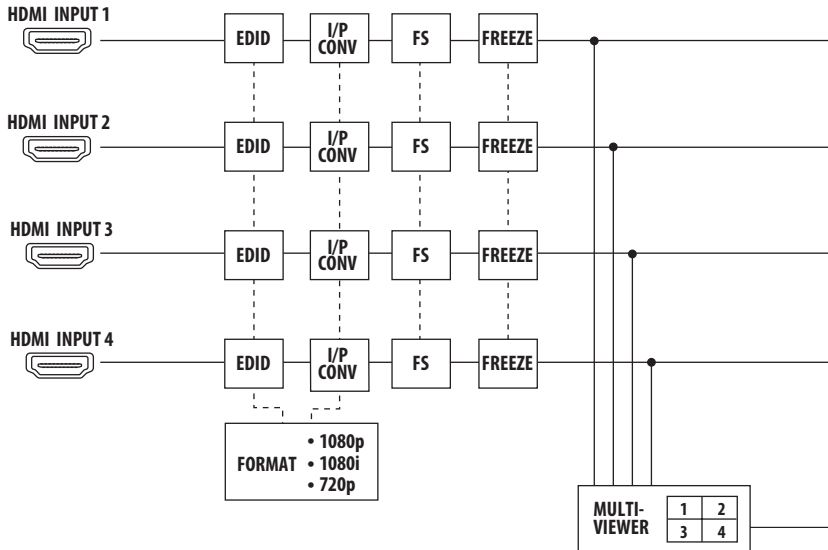 HDMI INPUT 1
EDID
I/P
CONV
FS
FREEZE
HDMI INPUT 2
EDID
I/P
CONV
FS
FREEZE
HDMI INPUT 3
EDID
I/P
CONV
FS
FREEZE
HDMI INPUT 4
EDID
I/P
CONV
FS
FREEZE
FORMAT
• 1080p
• 1080i
• 720p
MULTI-
VIEWER
1 2
3 4